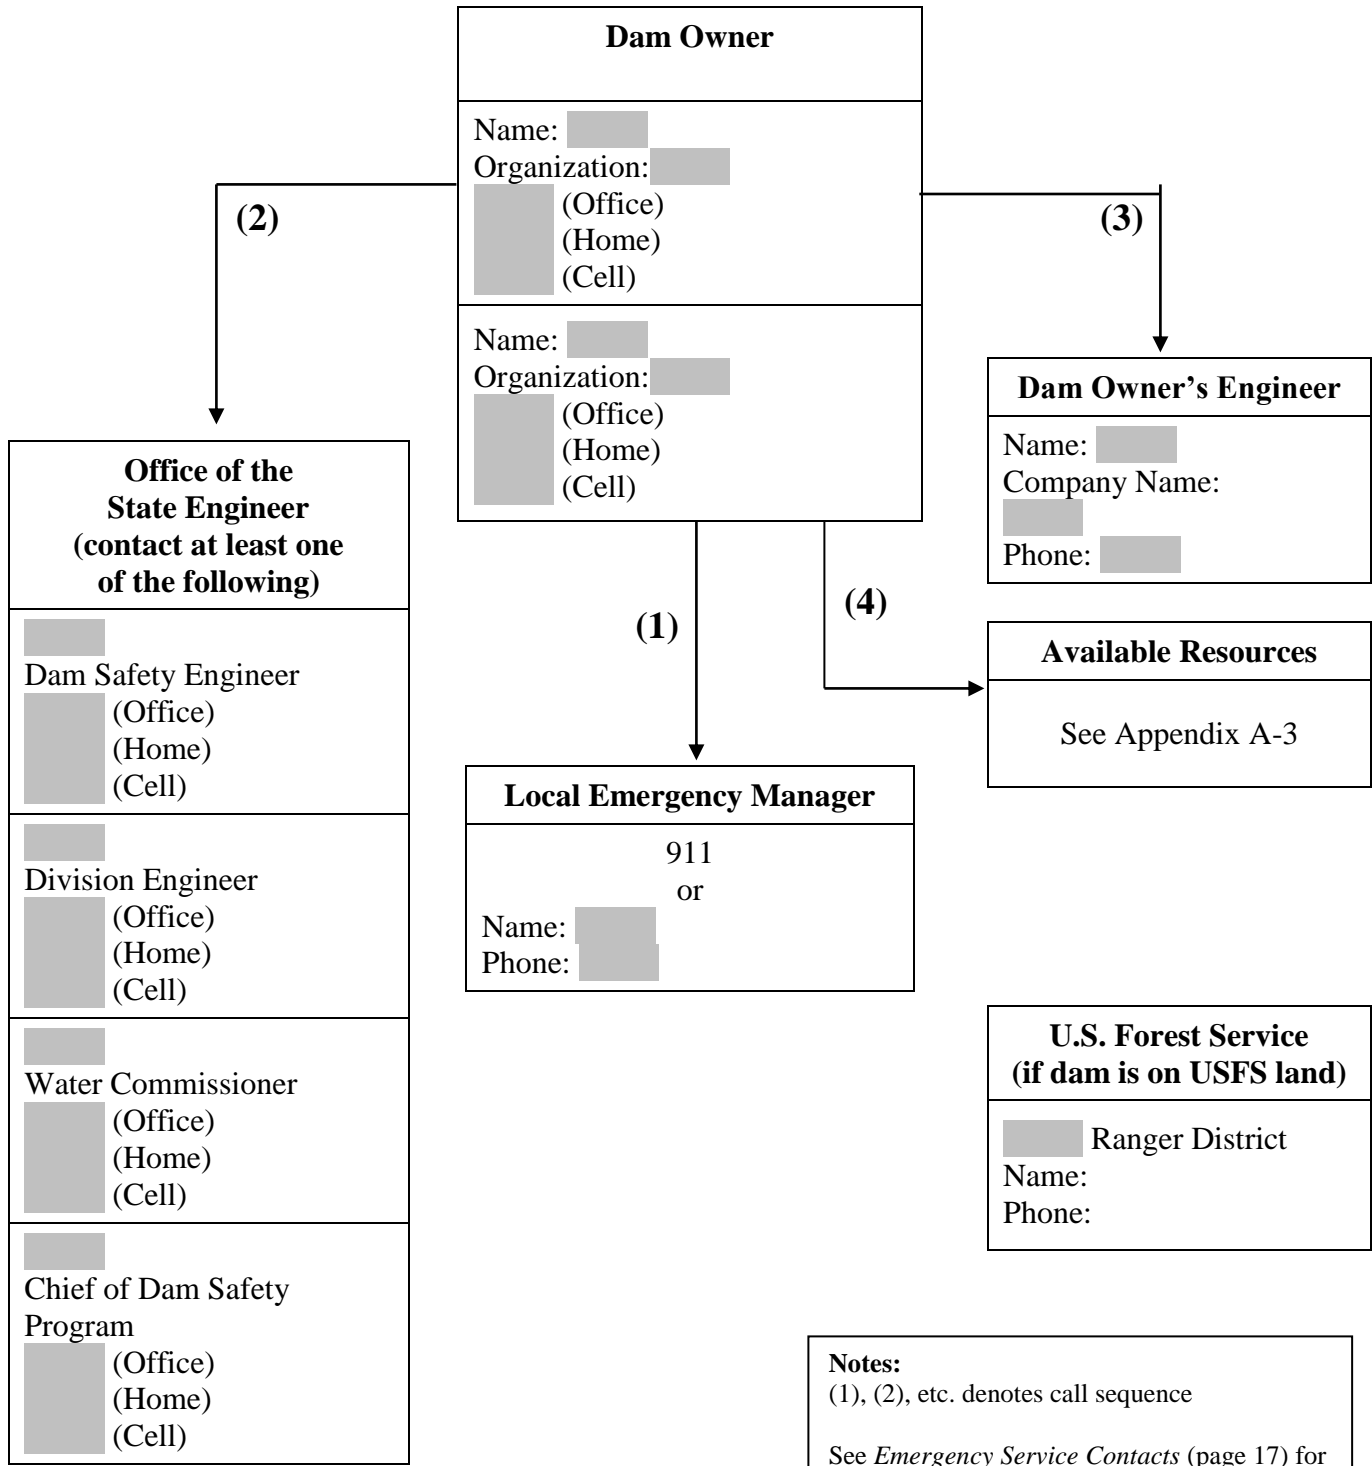 Dam Owner
Name:
Organization:
(Office)
(Home)
(Cell)
Name:
Organization:
(Office)
(Home)
(Cell)
(2)
(3)
Dam Owner’s Engineer
Name:
Company Name:
Phone:
Office of the
State Engineer
(contact at least one
of the following)
Dam Safety Engineer
(Office)
(Home)
(Cell)
Division Engineer
(Office)
(Home)
(Cell)
Water Commissioner
(Office)
(Home)
(Cell)
Chief of Dam Safety
Program
(Office)
(Home)
(Cell)
(1)
(4)
Available Resources
See Appendix A-3
Local Emergency Manager
911
or
Name:
Phone:
U.S. Forest Service
(if dam is on USFS land)
Ranger District
Name:
Phone:
Notes:
(1), (2), etc. denotes call sequence
See Emergency Service Contacts (page 17) for